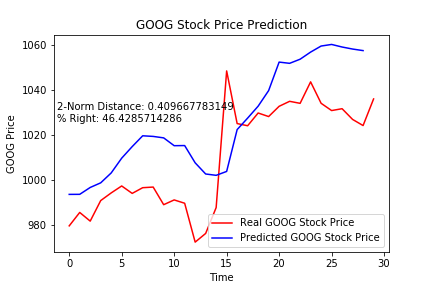 GOOG Stock Price Prediction
1060
1040
1020
1000
980
GOOG Price
2-Norm Distance: 0.409667783149
% Right: 46.4285714286
Real GOOG Stock Price
Predicted GOOG Stock Price
0 5 10 15 20 25 30
Time